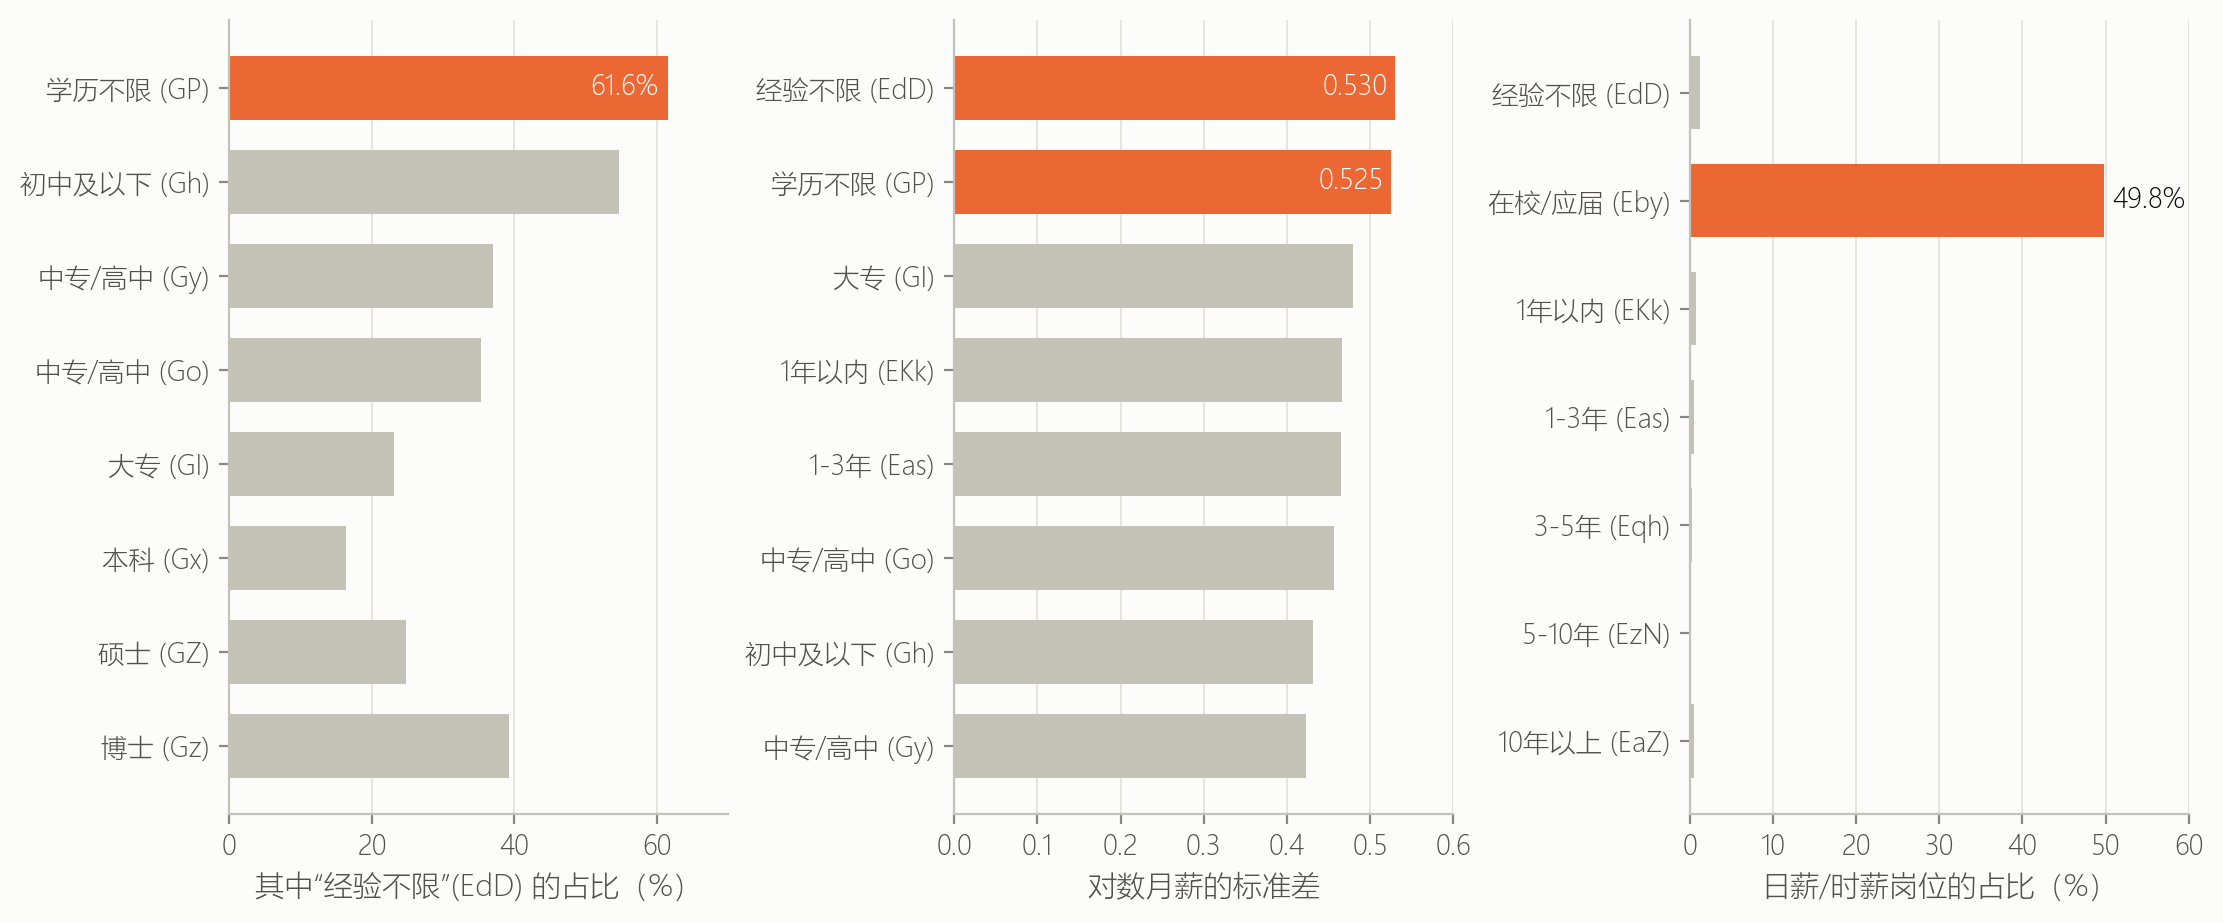 学历不限 (GP)
61.6%
初中及以下 (Gh)
中专/高中 (Gy)
中专/高中 (Go)
大专 (Gl)
本科 (Gx)
硕士 (GZ)
博士 (Gz)
0 20 40 60
其中“经验不限”(EdD) 的占比（%）
经验不限 (EdD)
0.530
学历不限 (GP)
0.525
大专 (Gl)
1年以内 (EKk)
1-3年 (Eas)
中专/高中 (Go)
初中及以下 (Gh)
中专/高中 (Gy)
0.0 0.1 0.2 0.3 0.4 0.5 0.6
对数月薪的标准差
经验不限 (EdD)
在校/应届 (Eby)
49.8%
1年以内 (EKk)
1-3年 (Eas)
3-5年 (Eqh)
5-10年 (EzN)
10年以上 (EaZ)
0 10 20 30 40 50 60
日薪/时薪岗位的占比（%）